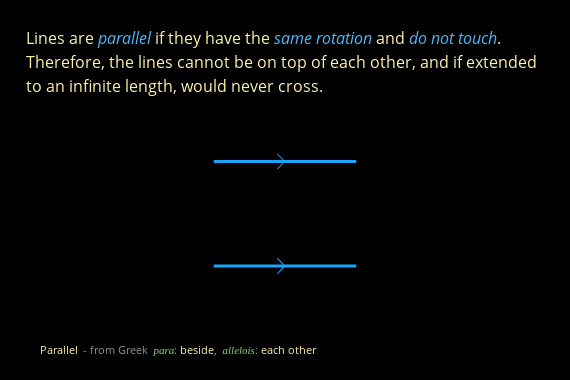 Lines are parallel if they have the same rotation and do not touch.
Therefore, the lines cannot be on top of each other, and if extended
to an infinite length, would never cross.
Parallel - from Greek para: beside, allelois: each other